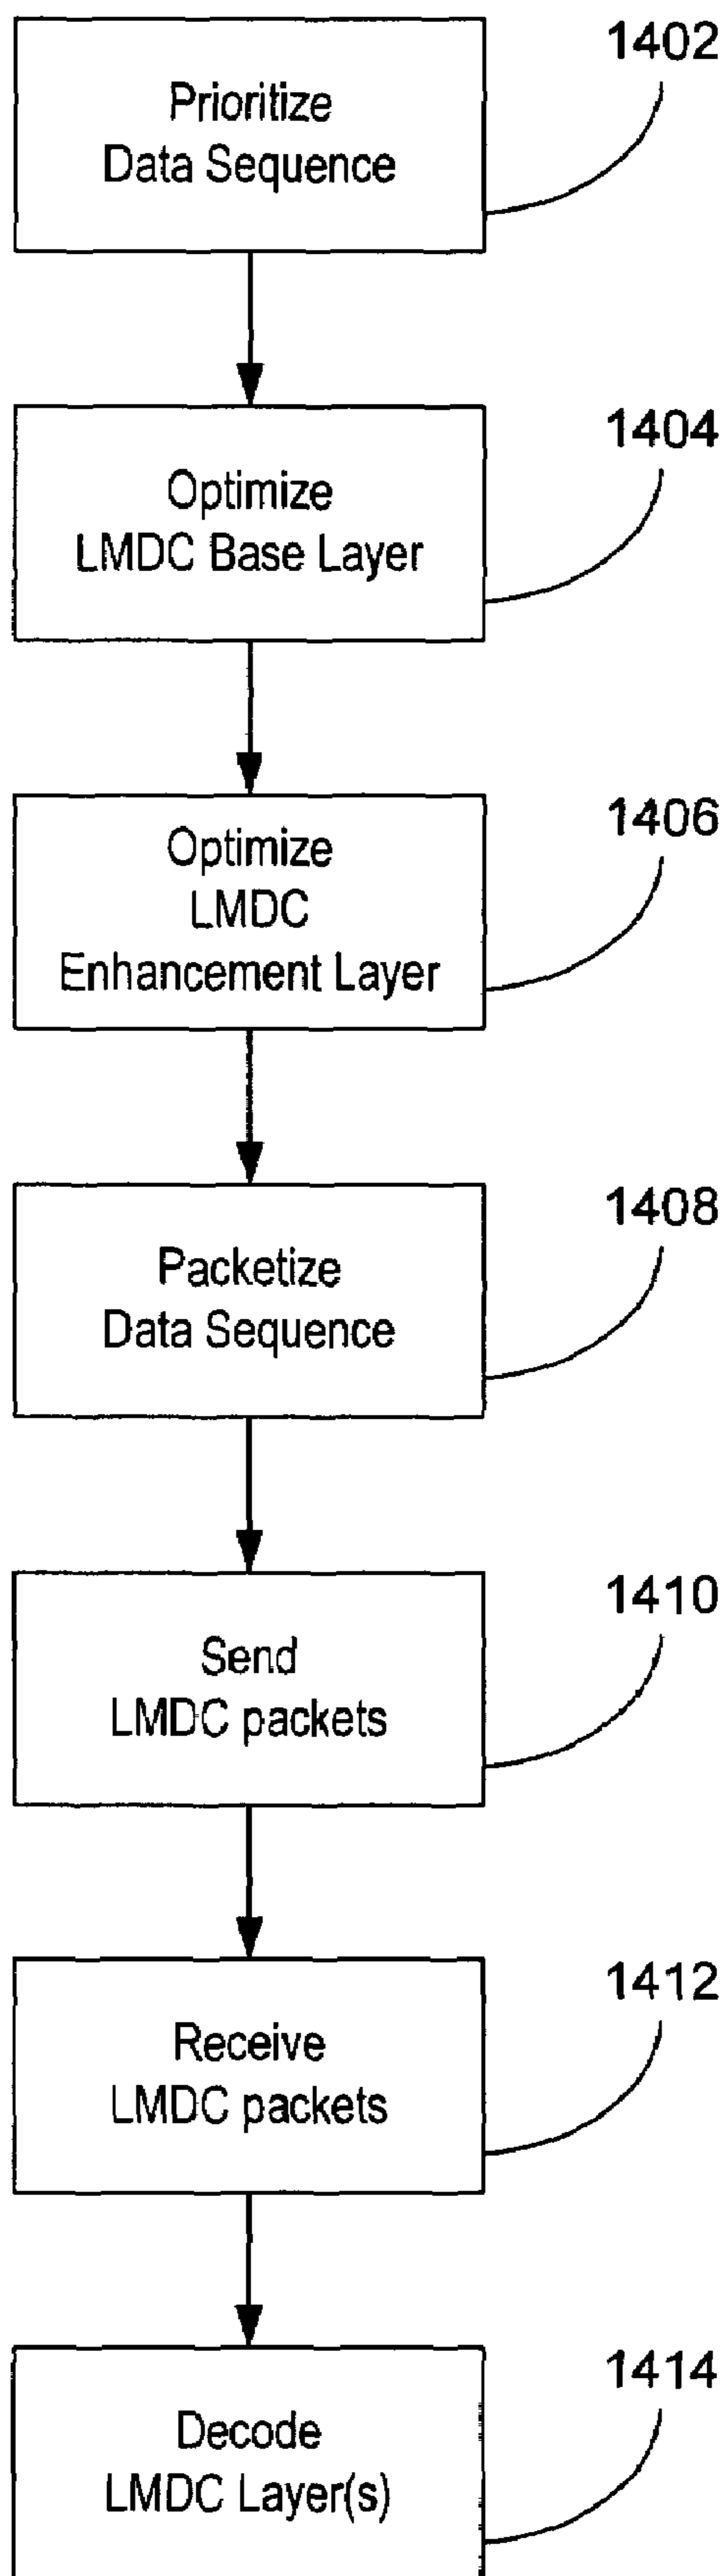 1402
Prioritize
Data Sequence
1404
Optimize
LMDC Base Layer
1406
Optimize
LMDC
Enhancement Layer
1408
Packetize
Data Sequence
1410
Send
LMDC packets
1412
Receive
LMDC packets
1414
Decode
LMDC Layer(s)